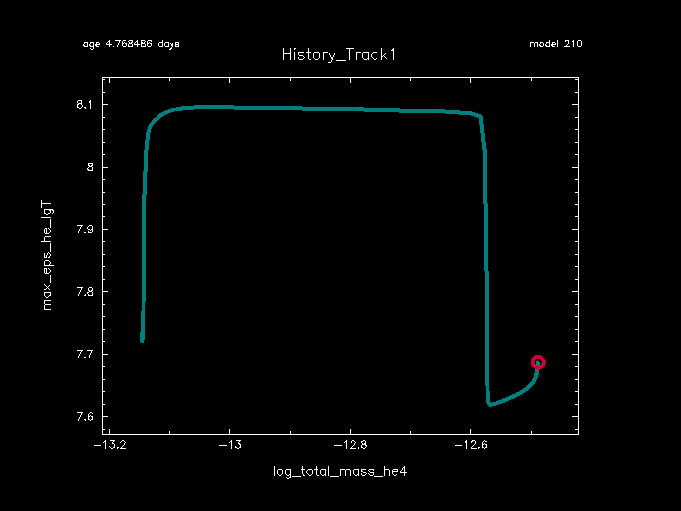 age 4.768486 days
model 210
History_Track1
8.1
8
7.9
7.8
7.7
7.6
max_eps_he_lgT
-13.2
-13
-12.8
-12.6
log_total_mass_he4